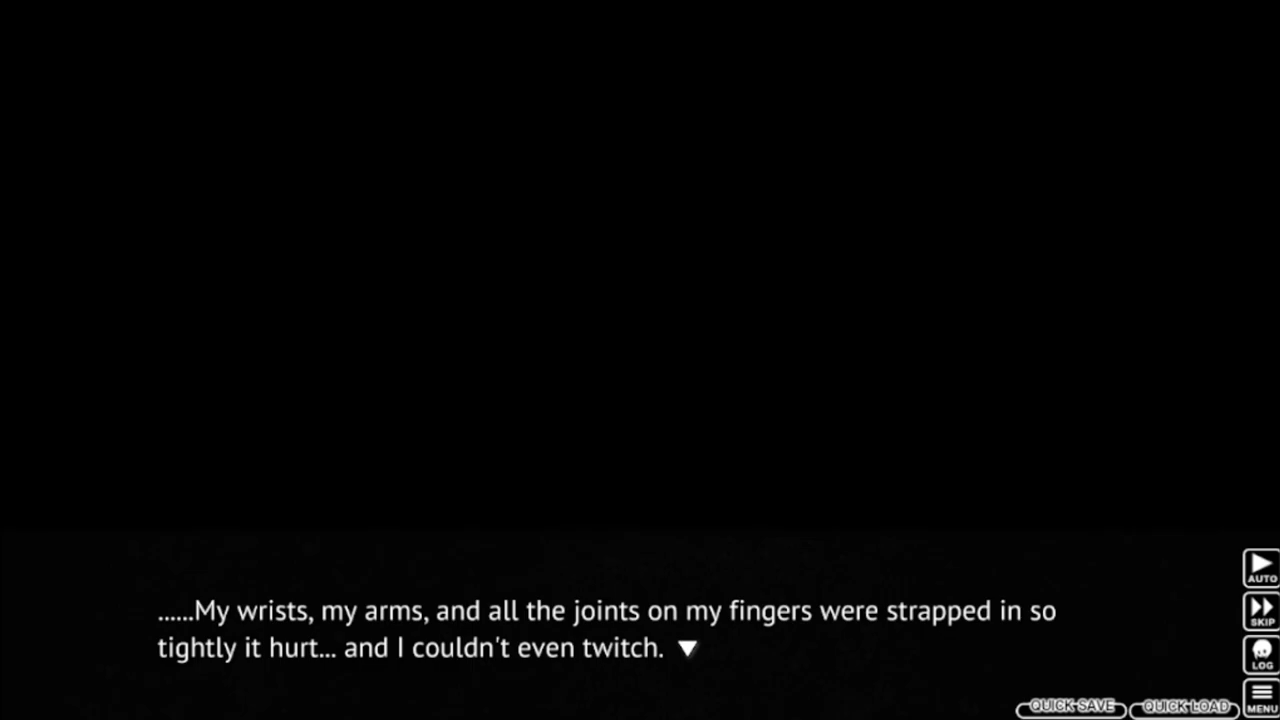 ......My wrists, my arms, and all the joints on my fingers were strapped in so
tightly it hurt... and I couldn't even twitch.
AUTO
SKIP
LOG
MENU
QUICK SAVE
QUICK LOAD